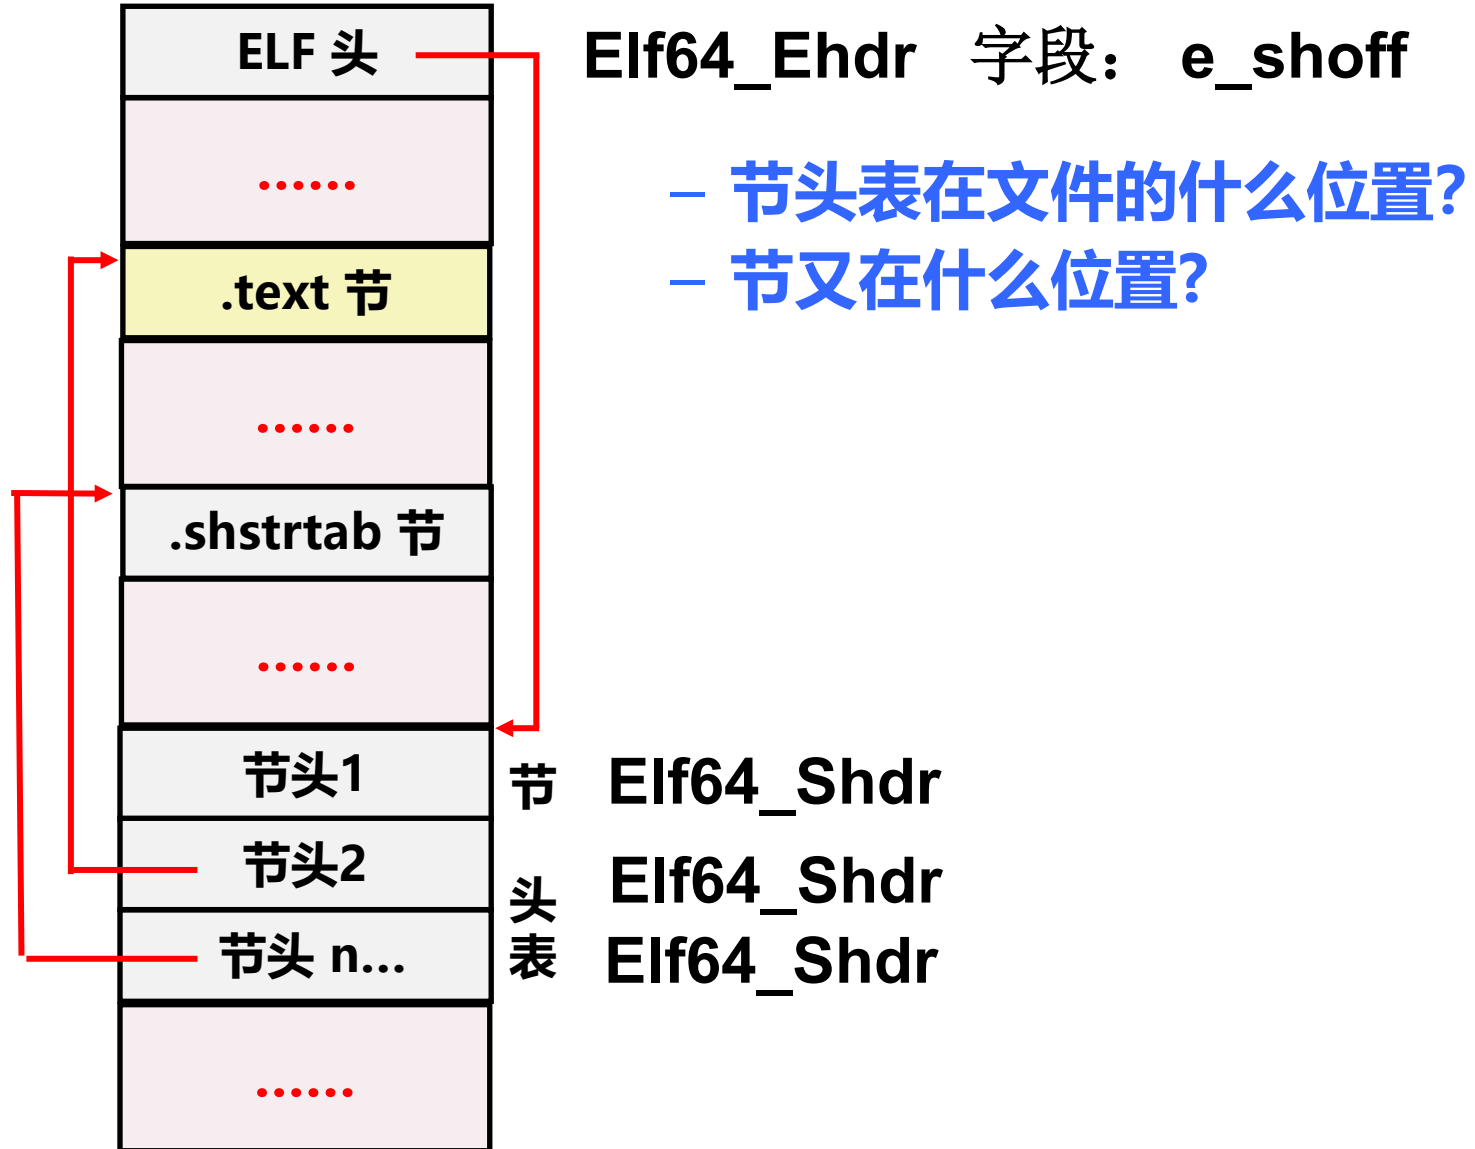 ELF 头
Elf64_Ehdr 字段： e_shoff
……
– 节头表在文件的什么位置?
– 节又在什么位置?
.text 节
……
.shstrtab 节
……
节头1
节头2
节头 n...
节
头
表
Elf64_Shdr
Elf64_Shdr
Elf64_Shdr
……